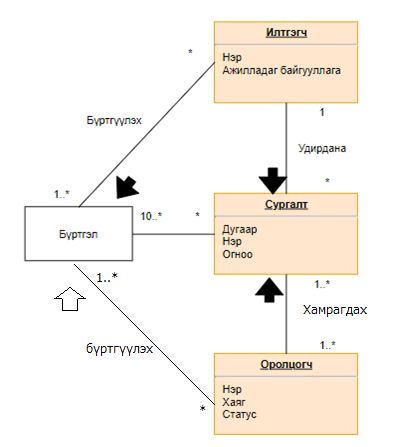 Илтгэгч
Нэр
Ажилладаг байгууллага
*
Бүртгүүлэх
1
Удирдана
*
1..*
Бүртгэл
10..*
*
Сургалт
Дугаар
Нэр
Огноо
1..*
1..*
Хамрагдах
бүртгүүлэх
1..*
*
Оролцогч
Нэр
Хаяг
Статус